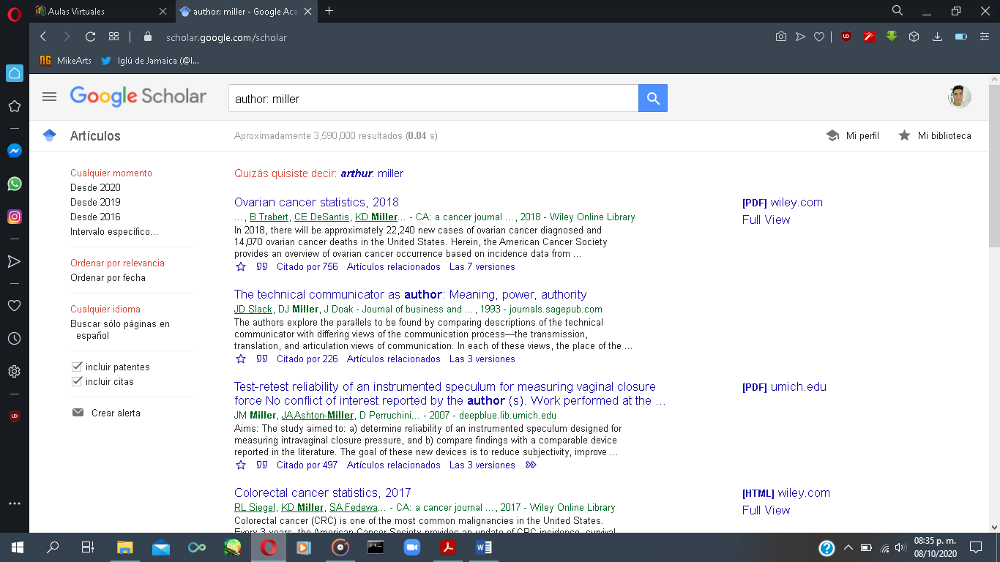 Aulas Virtuales
author: miller - Google Aca
scholar.google.com/scholar
MikeArts
Iglú de Jamaica (@I...
Google Scholar
author: miller
Artículos
Aproximadamente 3,590,000 resultados (0.04 s)
Mi perfil
Mi biblioteca
Cualquier momento
Desde 2020
Desde 2019
Desde 2016
Intervalo específico...
Ordenar por relevancia
Ordenar por fecha
Cualquier idioma
Buscar sólo páginas en
español
incluir patentes
incluir citas
Crear alerta
Quizás quisiste decir: arthur: miller
Ovarian cancer statistics, 2018
..., B Trabert, CE DeSantis, KD Miller... - CA: a cancer journal ..., 2018 - Wiley Online Library
In 2018, there will be approximately 22,240 new cases of ovarian cancer diagnosed and
14,070 ovarian cancer deaths in the United States. Herein, the American Cancer Society
provides an overview of ovarian cancer occurrence based on incidence data from ...
Citado por 756 Artículos relacionados Las 7 versiones
[PDF] wiley.com
Full View
The technical communicator as author: Meaning, power, authority
JD Slack, DJ Miller, J Doak - Journal of business and ..., 1993 - journals.sagepub.com
The authors explore the parallels to be found by comparing descriptions of the technical
communicator with differing views of the communication process—the transmission,
translation, and articulation views of communication. In each of these views, the place of the ...
Citado por 226 Artículos relacionados Las 3 versiones
Test-retest reliability of an instrumented speculum for measuring vaginal closure
force No conflict of interest reported by the author (s). Work performed at the ...
JM Miller, JA Ashton-Miller, D Perruchini... - 2007 - deepblue.lib.umich.edu
Aims: The study aimed to: a) determine reliability of an instrumented speculum designed for
measuring intravaginal closure pressure, and b) compare findings with a comparable device
reported in the literature. The goal of these new devices is to reduce subjectivity, improve ...
Citado por 497 Artículos relacionados Las 3 versiones
[PDF] umich.edu
Colorectal cancer statistics, 2017
RL Siegel, KD Miller, SA Fedewa... - CA: a cancer journal ..., 2017 - Wiley Online Library
Colorectal cancer (CRC) is one of the most common malignancies in the United States.
Every 3 years, the American Cancer Society provides an update of CRC incidence, survival,
[HTML] wiley.com
Full View
08:35 p. m.
08/10/2020